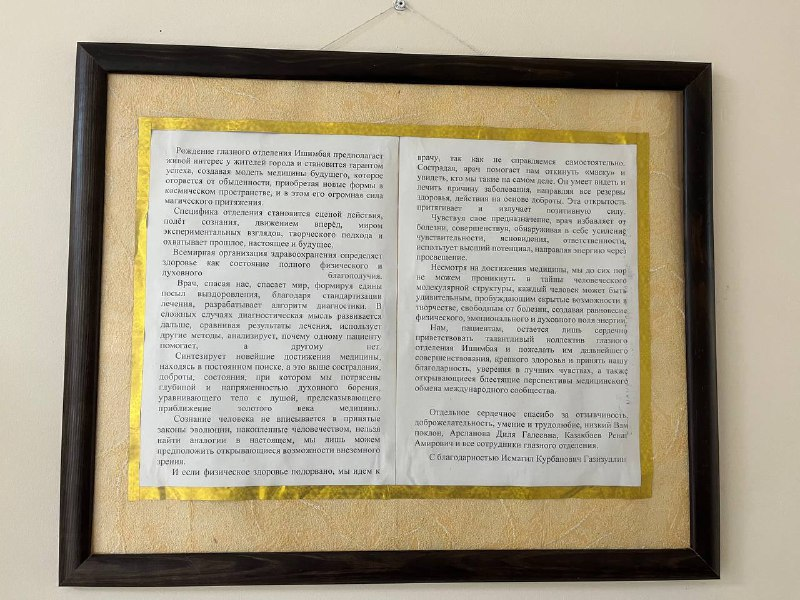 Рождение глазного отделения Ишимбая предполагает
живой интерес у жителей города и становится гарантом
успеха, создавая модель медицины будущего, которое
оторвется от обыденности, приобретая новые формы в
космическом пространстве, и в этом его огромная сила
магического притяжения.
Специфика отделения становится сценой действия,
полёт сознания, движением вперёд, миром
экспериментальных взглядов, творческого подхода и
охватывает прошлое, настоящее и будущее.
Всемирная организация здравоохранения определяет
здоровье как состояние полного физического и
духовного благополучия.
Врач, спасая нас, спасает мир, формируя единый
посыл выздоровления, благодаря стандартизации
лечения, разрабатывает алгоритм диагностики. В
сложных случаях диагностическая мысль развивается
дальше, сравнивая результаты лечения, использует
другие методы, анализирует, почему одному пациенту
помогает, а другому нет.
Синтезирует новейшие достижения медицины,
находясь в постоянном поиске, а это выше сострадания,
доброты, состояния, при котором мы потрясены
глубиной и напряженностью духовного борения,
уравнивающего тело с душой, предсказывающего
приближение золотого века медицины.
Сознание человека не вписывается в принятые
законы эволюции, накопленные человечеством, нельзя
найти аналогии в настоящем, мы лишь можем
предположить открывающиеся возможности внеземного
зрения.
И если физическое здоровье подорвано, мы идем к
врачу, так как не справляемся самостоятельно.
Сострадая, врач помогает нам откинуть «маску» и
увидеть, кто мы такие на самом деле. Он умеет видеть и
лечить причину заболевания, направляя все резервы
здоровья, действия на основе доброты. Эта открытость
притягивает и излучает позитивную силу.
Чувствуя свое предназначение, врач избавляет от
болезни, совершенствуя, обнаруживая в себе усиление
чувствительности, ясновидения, ответственности,
использует высший потенциал, направляя энергию через
просвещение.
Несмотря на достижения медицины, мы до сих пор
не можем проникнуть в тайны человеческого
молекулярной структуры, каждый человек может быть
удивительным, пробуждающим скрытые возможности в
творчестве, свободным от болезни, создавая равновесие
физического, эмоционального и духовного поля энергии.
Нам, пациентам, остается лишь сердечно
приветствовать талантливый коллектив глазного
отделения Ишимбая и пожелать им дальнейшего
совершенствования, крепкого здоровья и принять нашу
благодарность, уверения в лучших чувствах, а также
открывающиеся блестящие перспективы медицинского
обмена международного сообщества.
Отдельное сердечное спасибо за отзывчивость,
доброжелательность, умение и трудолюбие, низкий Вам
поклон, Арсланова Диля Галеевна, Казакбаев Ренат
Амирович и все сотрудники глазного отделения.
С благодарностью Исмагил Курбанович Газизуллин